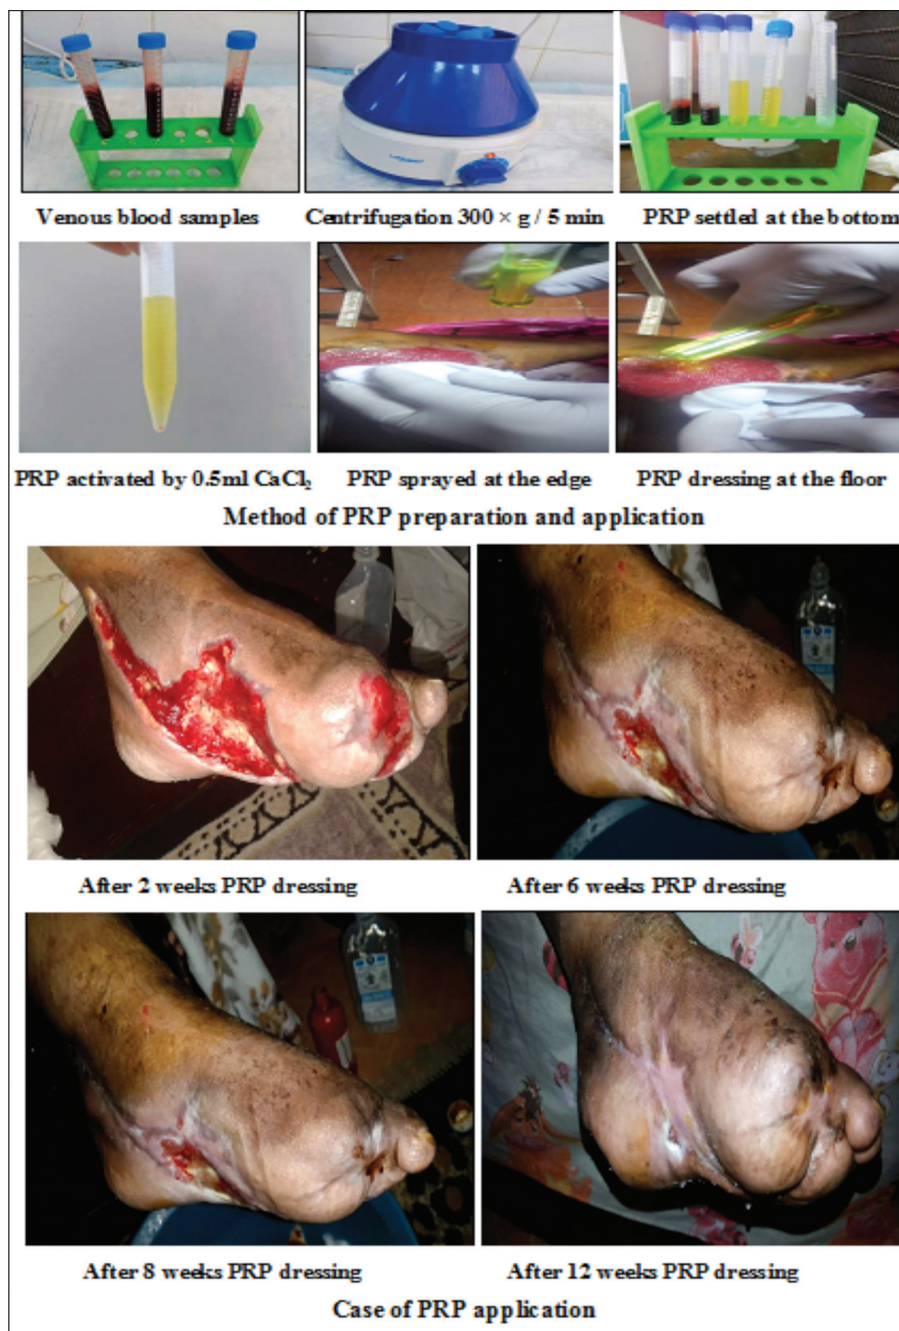 Venous blood samples
Centrifugation 300 × g / 5 min
PRP settled at the bottom
PRP activated by 0.5ml CaCl₂
PRP sprayed at the edge
PRP dressing at the floor
Method of PRP preparation and application
After 2 weeks PRP dressing
After 6 weeks PRP dressing
After 8 weeks PRP dressing
After 12 weeks PRP dressing
Case of PRP application